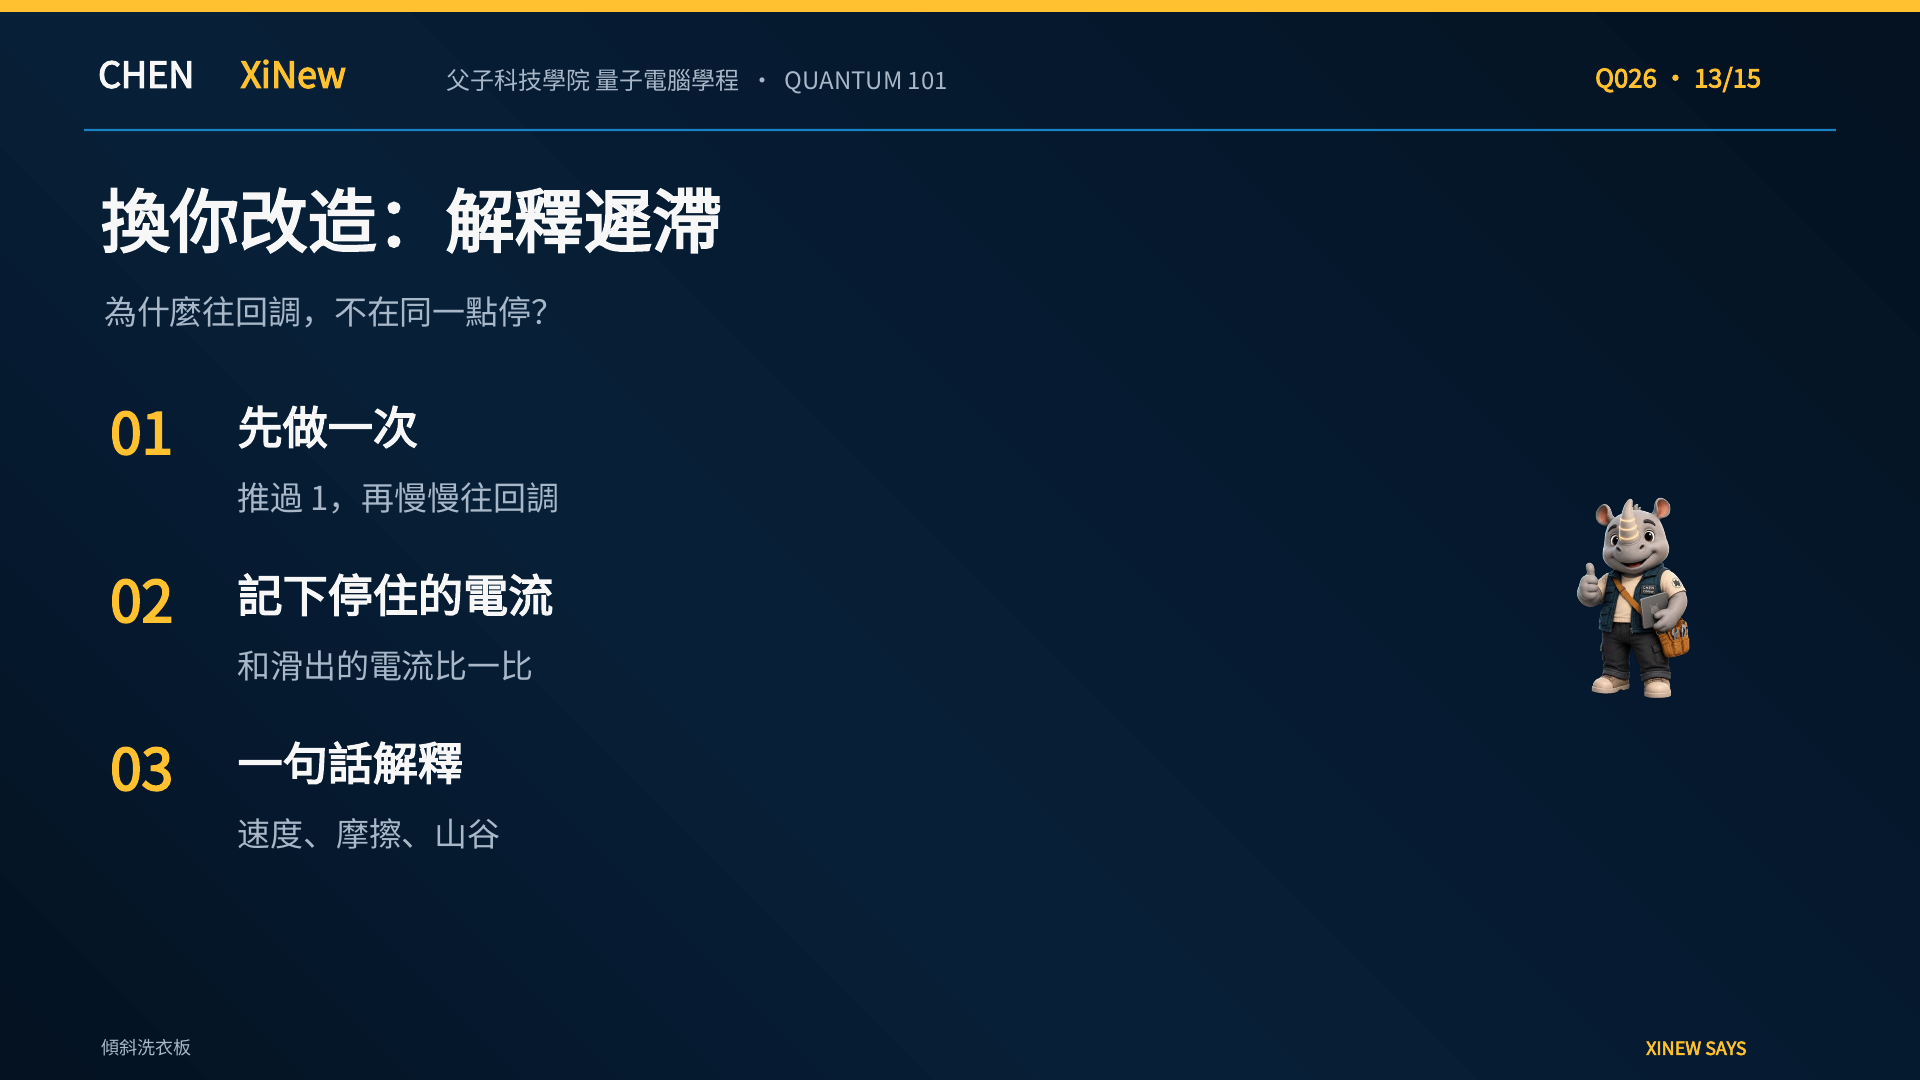 CHEN XiNew 父子科技學院 量子電腦學程 · QUANTUM 101 Q026 · 13/15
換你改造：解釋遲滯
為什麼往回調，不在同一點停？
01 先做一次
推過 1，再慢慢往回調
02 記下停住的電流
和滑出的電流比一比
03 一句話解釋
速度、摩擦、山谷
傾斜洗衣板 XINEW SAYS